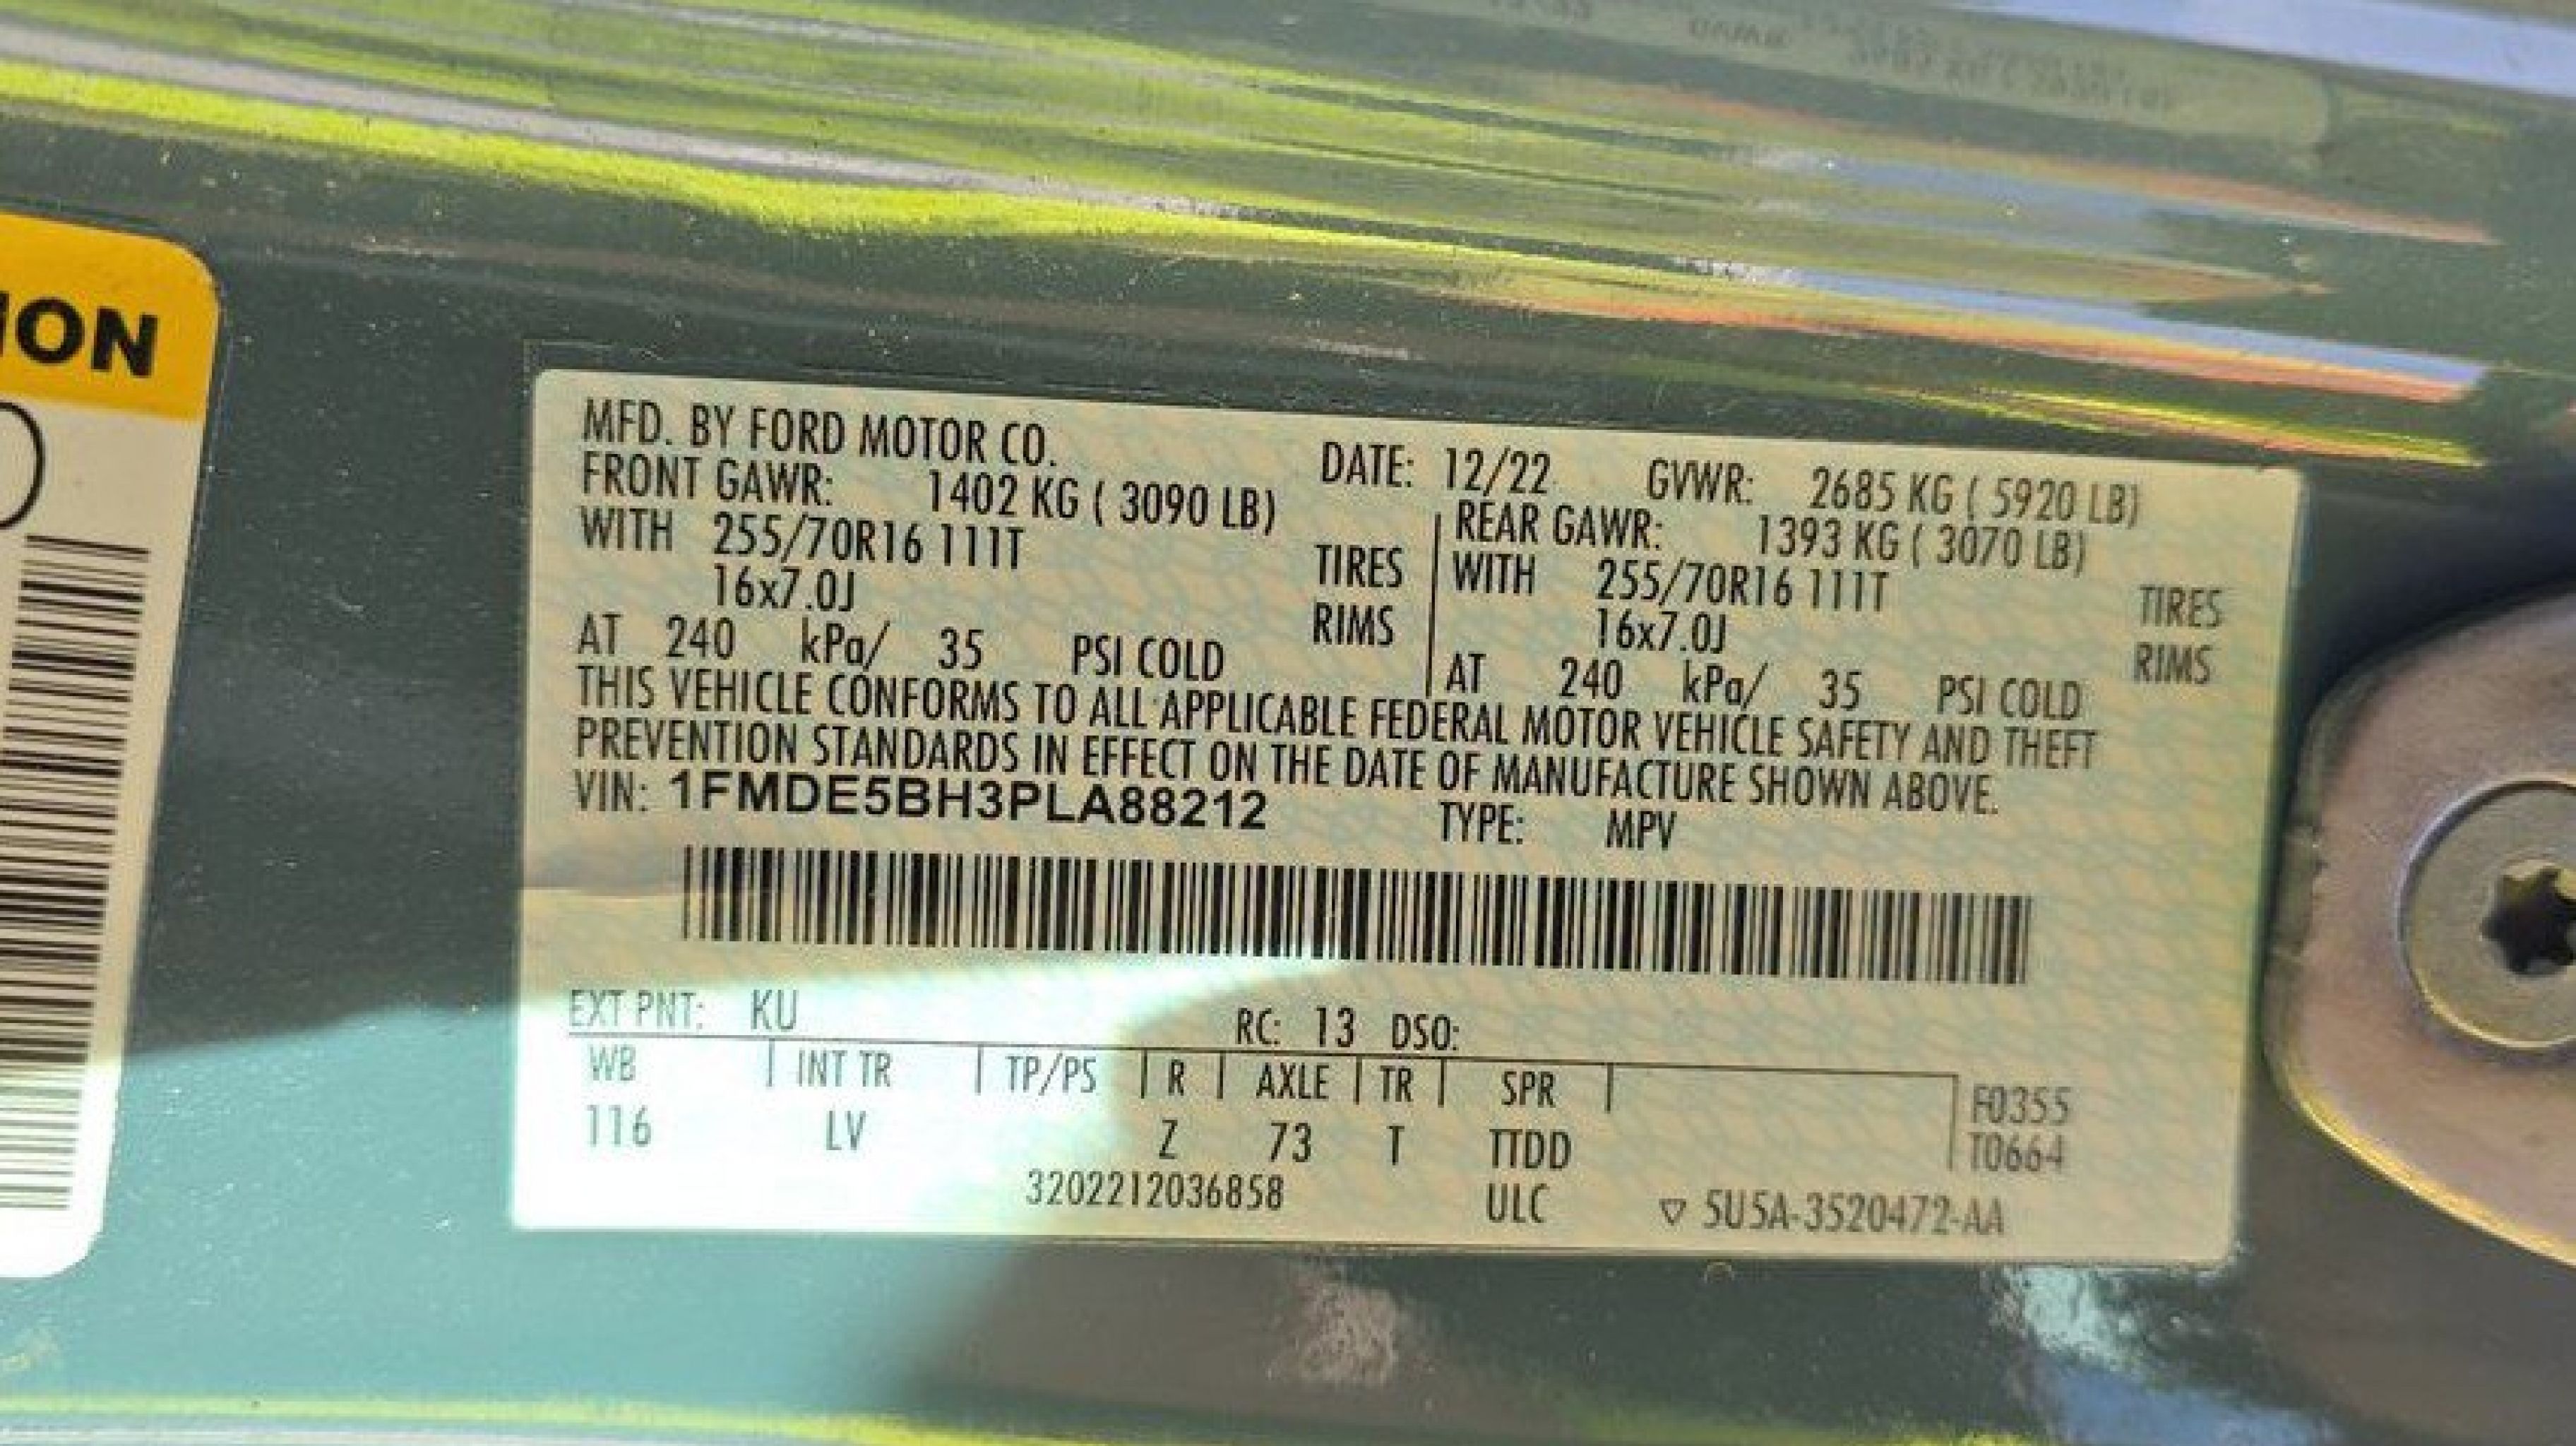 ION
MFD. BY FORD MOTOR CO. DATE: 12/22 GVWR: 2685 KG ( 5920 LB)
FRONT GAWR: 1402 KG ( 3090 LB) REAR GAWR: 1393 KG ( 3070 LB)
WITH 255/70R16 111T TIRES WITH 255/70R16 111T TIRES
16x7.0J RIMS 16x7.0J RIMS
AT 240 kPa/ 35 PSI COLD AT 240 kPa/ 35 PSI COLD
THIS VEHICLE CONFORMS TO ALL APPLICABLE FEDERAL MOTOR VEHICLE SAFETY AND THEFT
PREVENTION STANDARDS IN EFFECT ON THE DATE OF MANUFACTURE SHOWN ABOVE.
VIN: 1FMDE5BH3PLA88212 TYPE: MPV
EXT PNT: KU RC: 13 DSO:
WB INT TR TP/PS R AXLE TR SPR F0355
116 LV Z 73 T TTDD T0664
3202212036858 ULC ▽ 5U5A-3520472-AA